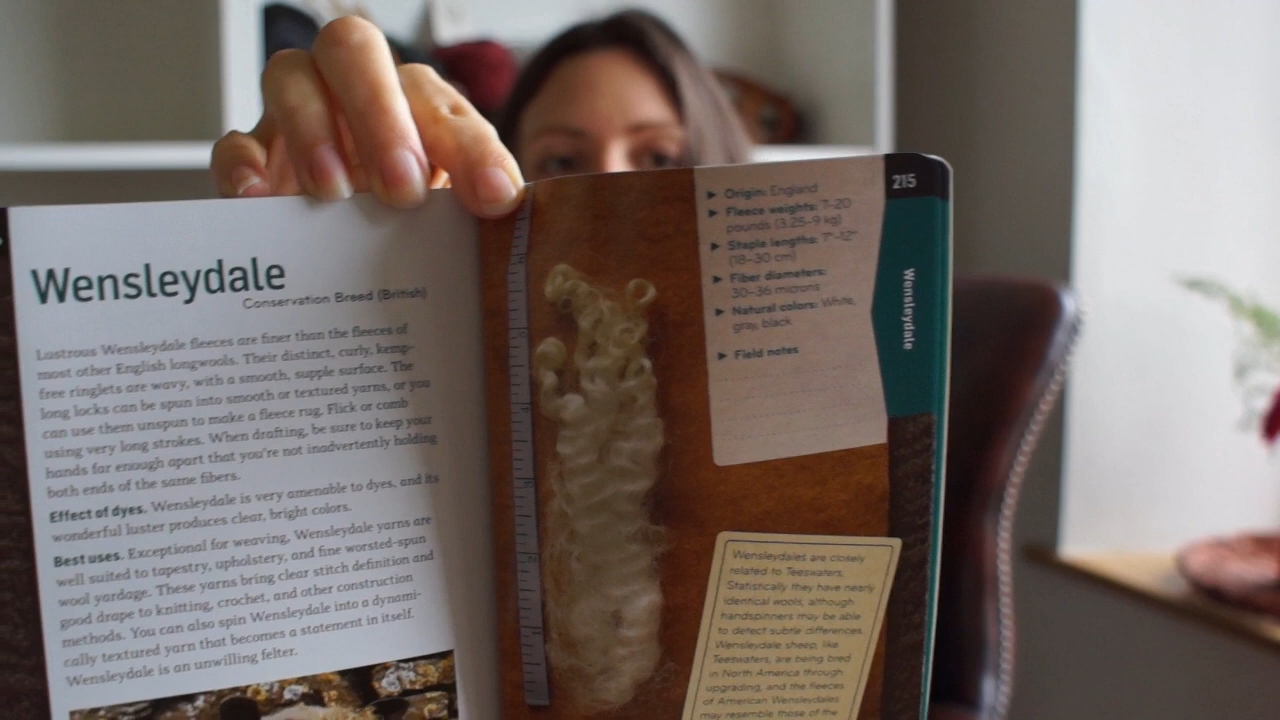 Wensleydale
Conservation Breed (British)
Lustrous Wensleydale fleeces are finer than the fleeces of
most other English longwools. Their distinct, curly, kemp-
free ringlets are wavy, with a smooth, supple surface. The
long locks can be spun into smooth or textured yarns, or you
can use them unspun to make a fleece rug. Flick or comb
using very long strokes. When drafting, be sure to keep your
hands far enough apart that you're not inadvertently holding
both ends of the same fibers.
Effect of dyes. Wensleydale is very amenable to dyes, and its
wonderful luster produces clear, bright colors.
Best uses. Exceptional for weaving, Wensleydale yarns are
well suited to tapestry, upholstery, and fine worsted-spun
wool yardage. These yarns bring clear stitch definition and
good drape to knitting, crochet, and other construction
methods. You can also spin Wensleydale into a dynami-
cally textured yarn that becomes a statement in itself.
Wensleydale is an unwilling felter.
► Origin: England
► Fleece weights: 7–20
pounds (3.25–9 kg)
► Staple lengths: 7"–12"
(18–30 cm)
► Fiber diameters:
30–36 microns
► Natural colors: White,
gray, black
► Field notes
215
Wensleydale
Wensleydales are closely
related to Teeswaters.
Statistically they have nearly
identical wools, although
handspinners may be able
to detect subtle differences.
Wensleydale sheep, like
Teeswaters, are being bred
in North America through
upgrading, and the fleeces
of American Wensleydales
may resemble those of the